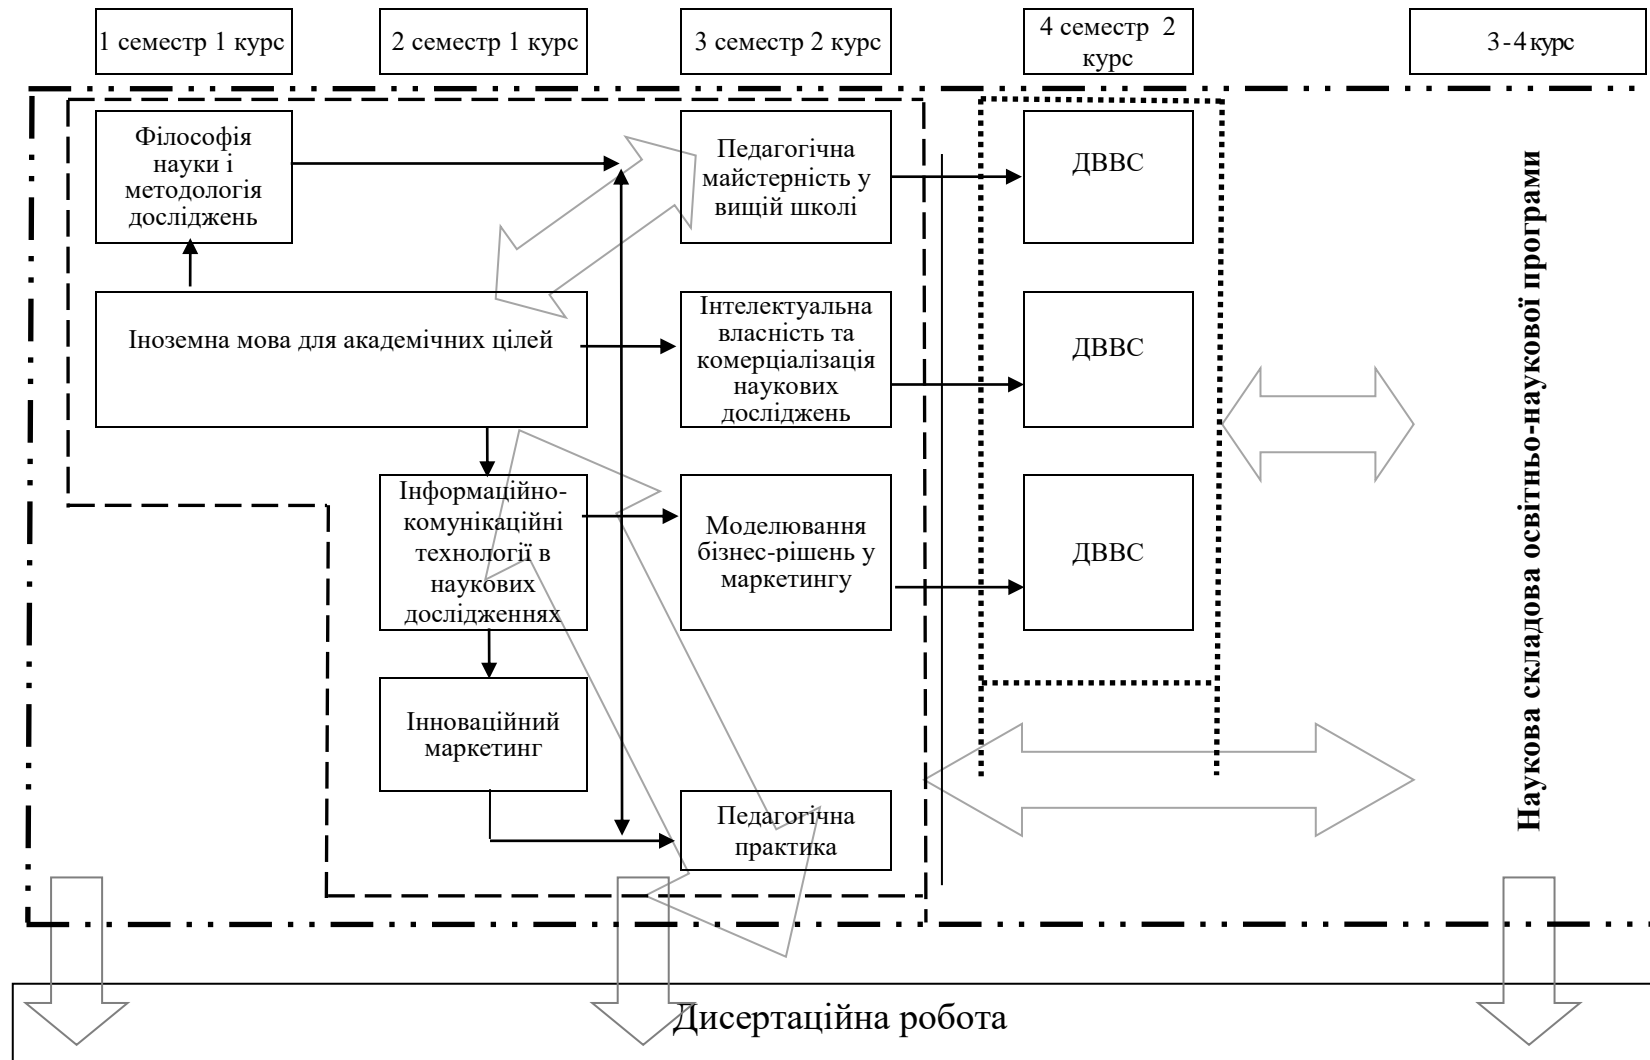 1 семестр 1 курс
2 семестр 1 курс
3 семестр 2 курс
4 семестр 2
курс
3-4 курс
Філософія
науки і
методологія
досліджень
Педагогічна
майстерність у
вищій школі
ДВВС
Іноземна мова для академічних цілей
Інтелектуальна
власність та
комерціалізація
наукових
досліджень
ДВВС
Інформаційно-
комунікаційні
технології в
наукових
дослідженнях
Моделювання
бізнес-рішень у
маркетингу
ДВВС
Інноваційний
маркетинг
Педагогічна
практика
Наукова складова освітньо-наукової програми
Дисертаційна робота